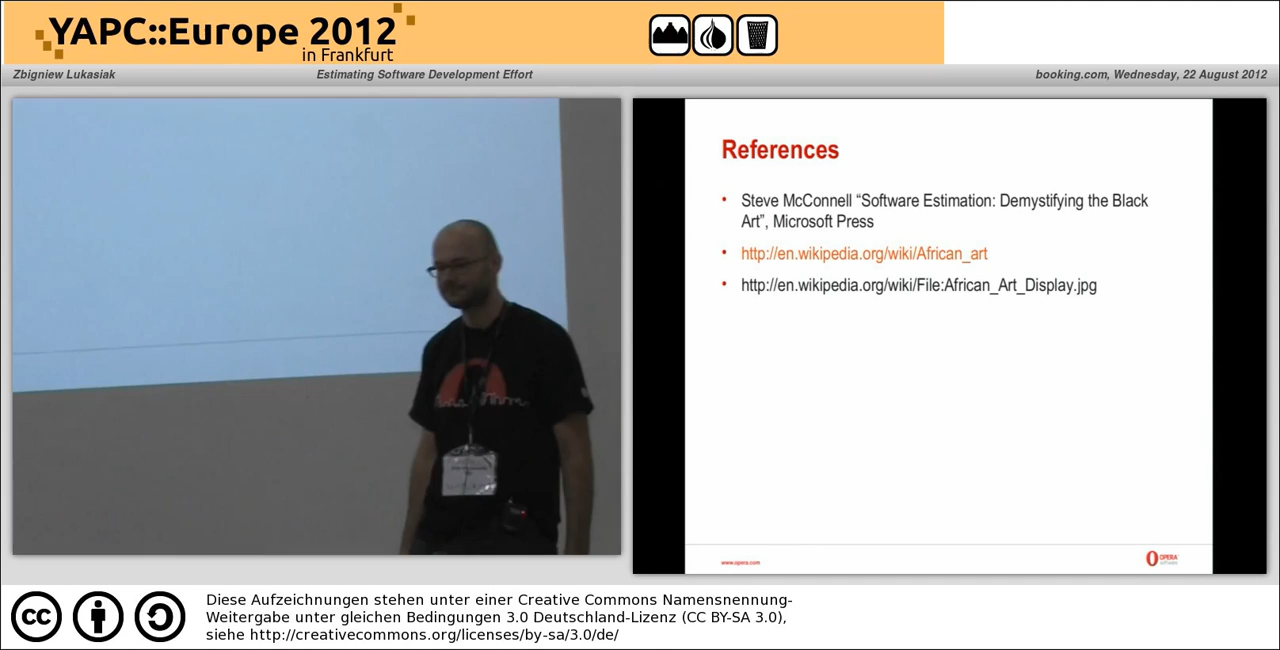 YAPC::Europe 2012
in Frankfurt
Zbigniew Lukasiak
Estimating Software Development Effort
booking.com, Wednesday, 22 August 2012
References
• Steve McConnell “Software Estimation: Demystifying the Black
Art”, Microsoft Press
• http://en.wikipedia.org/wiki/African_art
• http://en.wikipedia.org/wiki/File:African_Art_Display.jpg
www.opera.com
OPERA
software
cc
Diese Aufzeichnungen stehen unter einer Creative Commons Namensnennung-
Weitergabe unter gleichen Bedingungen 3.0 Deutschland-Lizenz (CC BY-SA 3.0),
siehe http://creativecommons.org/licenses/by-sa/3.0/de/